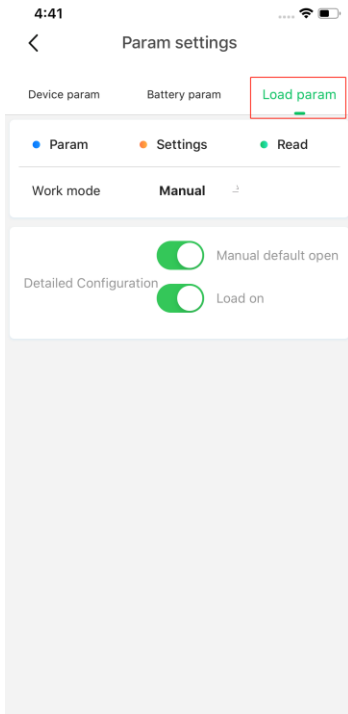 4:41
Param settings
Device param
Battery param
Load param
Param
Settings
Read
Work mode
Manual
Manual default open
Detailed Configuration
Load on